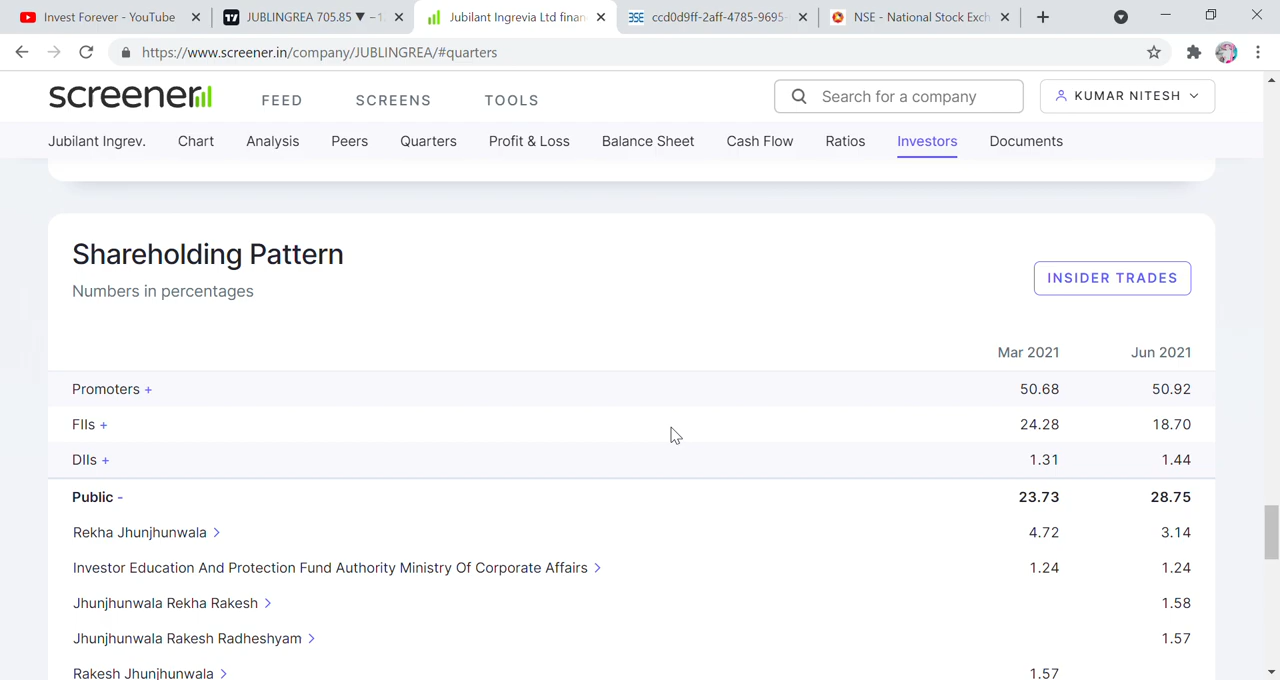 Invest Forever - YouTube
JUBLINGREA 705.85 ▼ −1
Jubilant Ingrevia Ltd finan
ccd0d9ff-2aff-4785-9695-
NSE - National Stock Exch
https://www.screener.in/company/JUBLINGREA/#quarters
screener
FEED
SCREENS
TOOLS
Search for a company
KUMAR NITESH
Jubilant Ingrev.
Chart
Analysis
Peers
Quarters
Profit & Loss
Balance Sheet
Cash Flow
Ratios
Investors
Documents
Shareholding Pattern
Numbers in percentages
INSIDER TRADES
Mar 2021 Jun 2021
Promoters + 50.68 50.92
FIIs + 24.28 18.70
DIIs + 1.31 1.44
Public - 23.73 28.75
Rekha Jhunjhunwala 4.72 3.14
Investor Education And Protection Fund Authority Ministry Of Corporate Affairs 1.24 1.24
Jhunjhunwala Rekha Rakesh 1.58
Jhunjhunwala Rakesh Radheshyam 1.57
Rakesh Jhunjhunwala 1.57